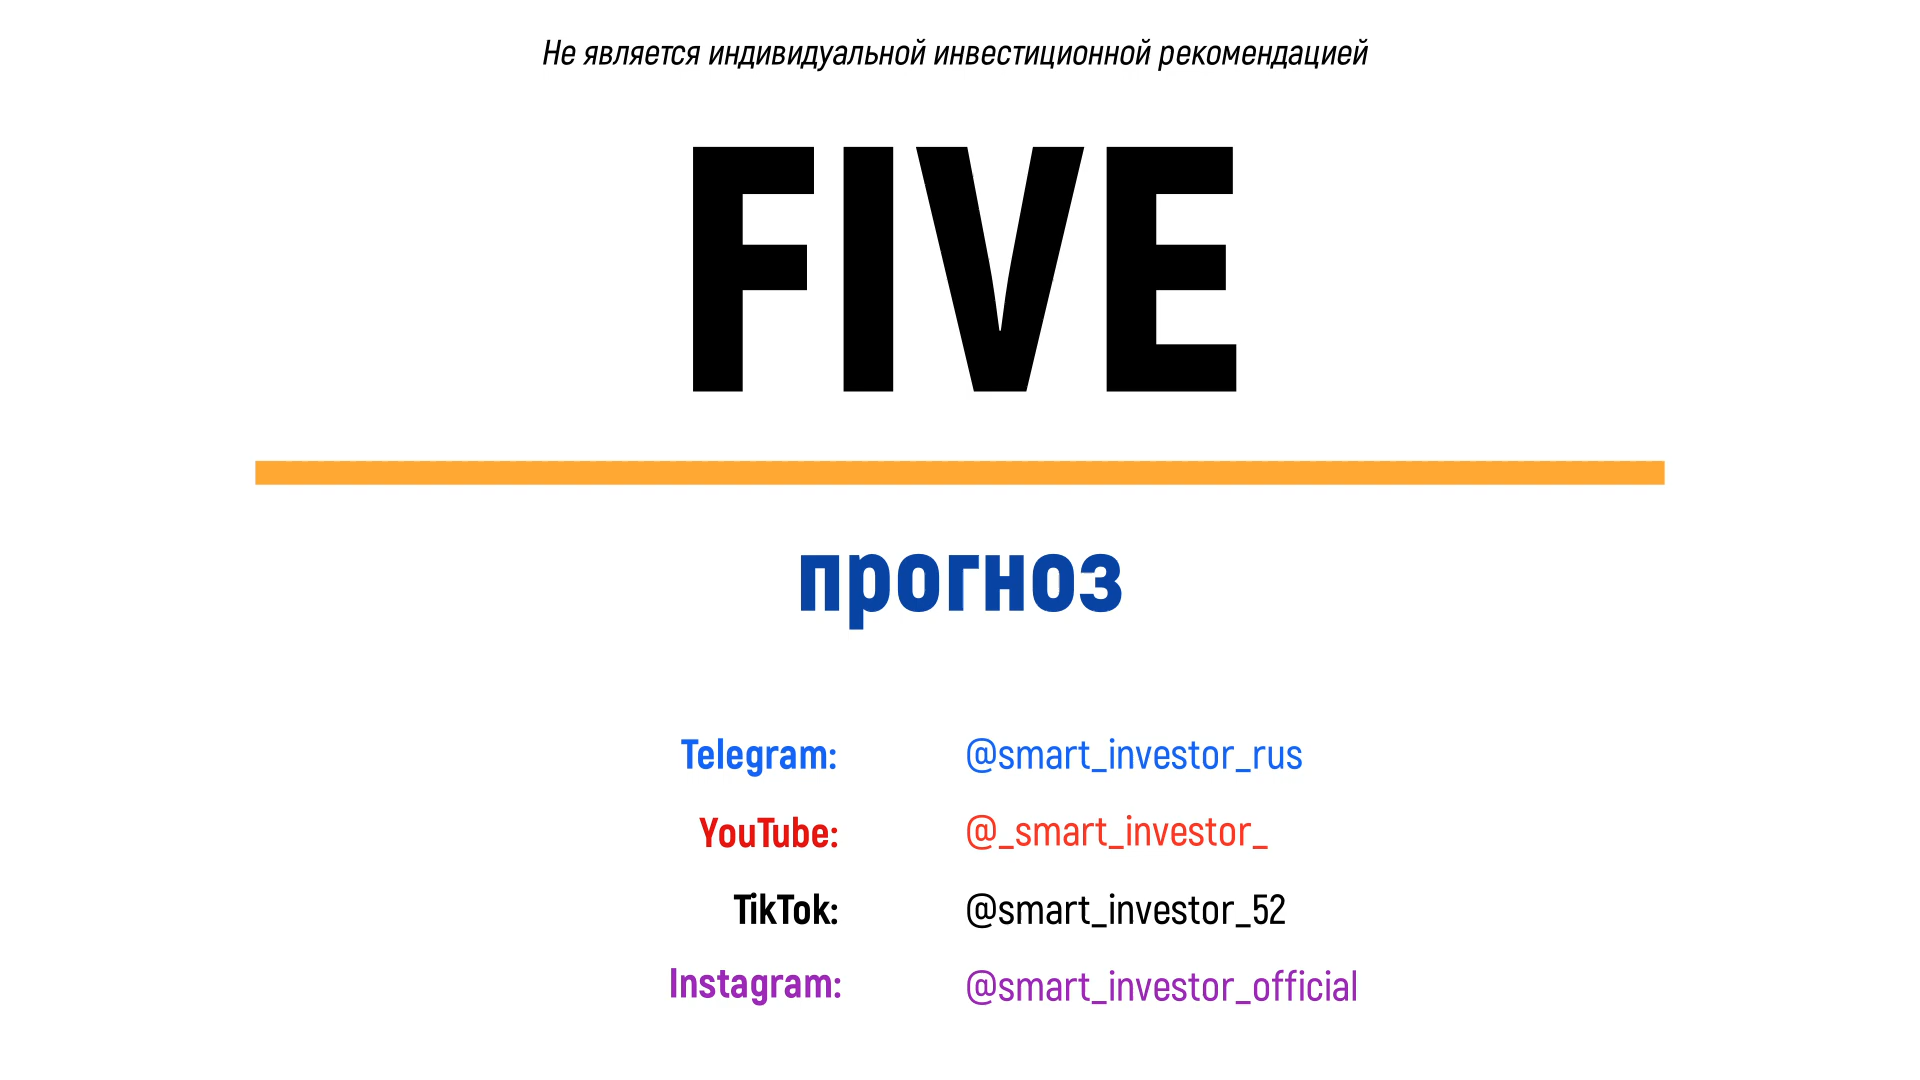 Не является индивидуальной инвестиционной рекомендацией
FIVE
прогноз
Telegram: @smart_investor_rus
YouTube: @_smart_investor_
TikTok: @smart_investor_52
Instagram: @smart_investor_official